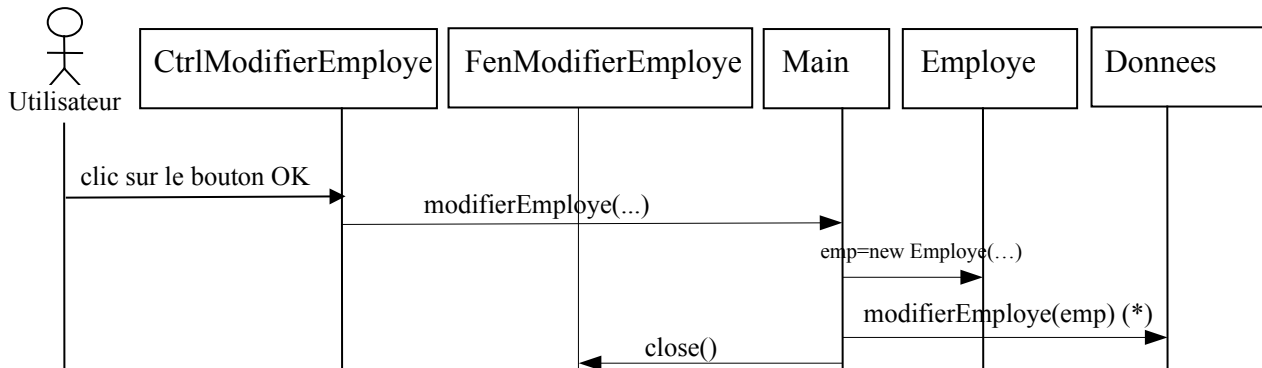 CtrlModifierEmploye
FenModifierEmploye
Main
Employe
Donnees
Utilisateur
clic sur le bouton OK
modifierEmploye(...)
emp=new Employe(…)
modifierEmploye(emp) (*)
close()